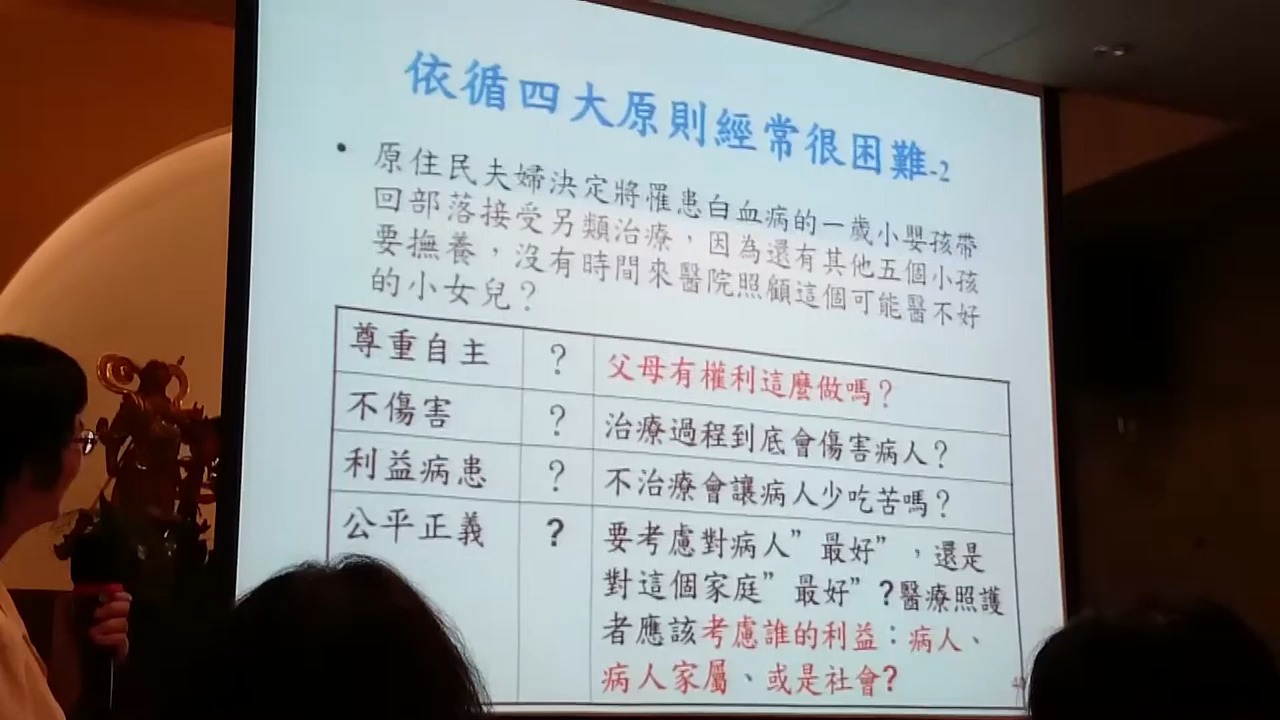 依循四大原則經常很困難-2
• 原住民夫婦決定將罹患白血病的一歲小嬰孩帶
回部落接受另類治療，因為還有其他五個小孩
要撫養，沒有時間來醫院照顧這個可能醫不好
的小女兒？
尊重自主 ？ 父母有權利這麼做嗎？
不傷害 ？ 治療過程到底會傷害病人？
利益病患 ？ 不治療會讓病人少吃苦嗎？
公平正義 ? 要考慮對病人”最好”，還是
對這個家庭”最好”?醫療照護
者應該考慮誰的利益：病人、
病人家屬、或是社會?